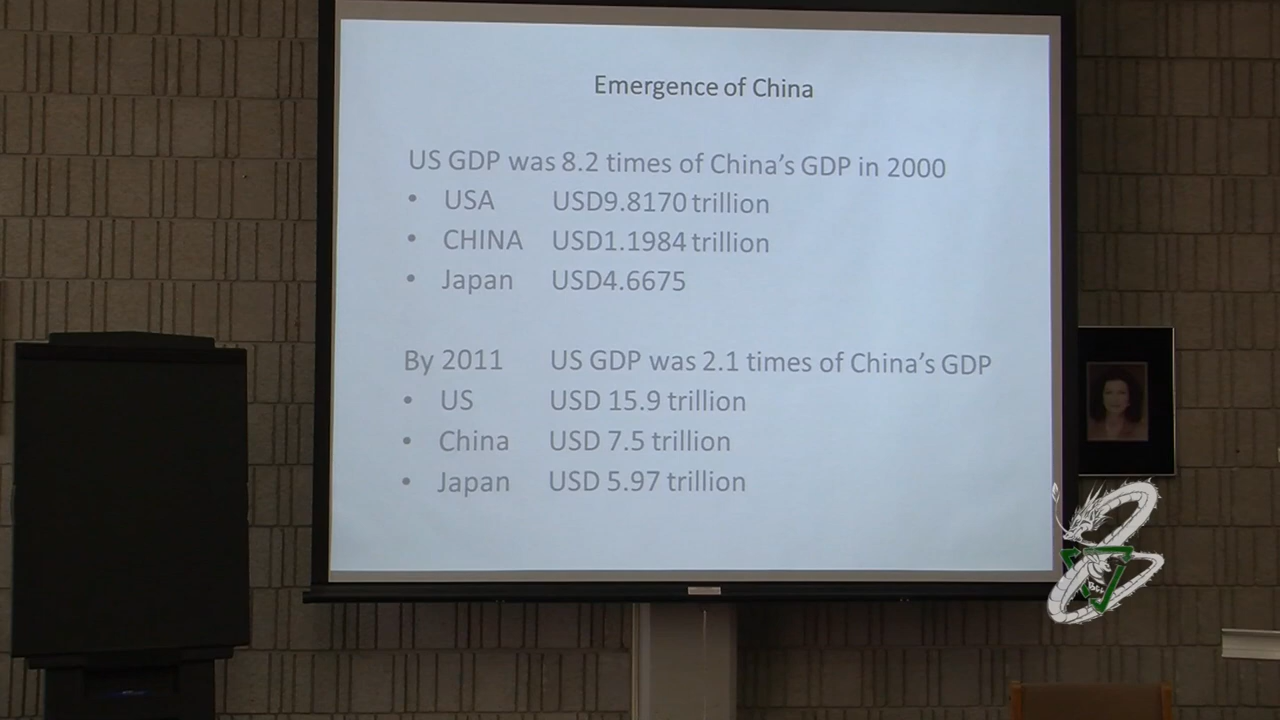 Emergence of China
US GDP was 8.2 times of China's GDP in 2000
• USA USD9.8170 trillion
• CHINA USD1.1984 trillion
• Japan USD4.6675
By 2011 US GDP was 2.1 times of China's GDP
• US USD 15.9 trillion
• China USD 7.5 trillion
• Japan USD 5.97 trillion